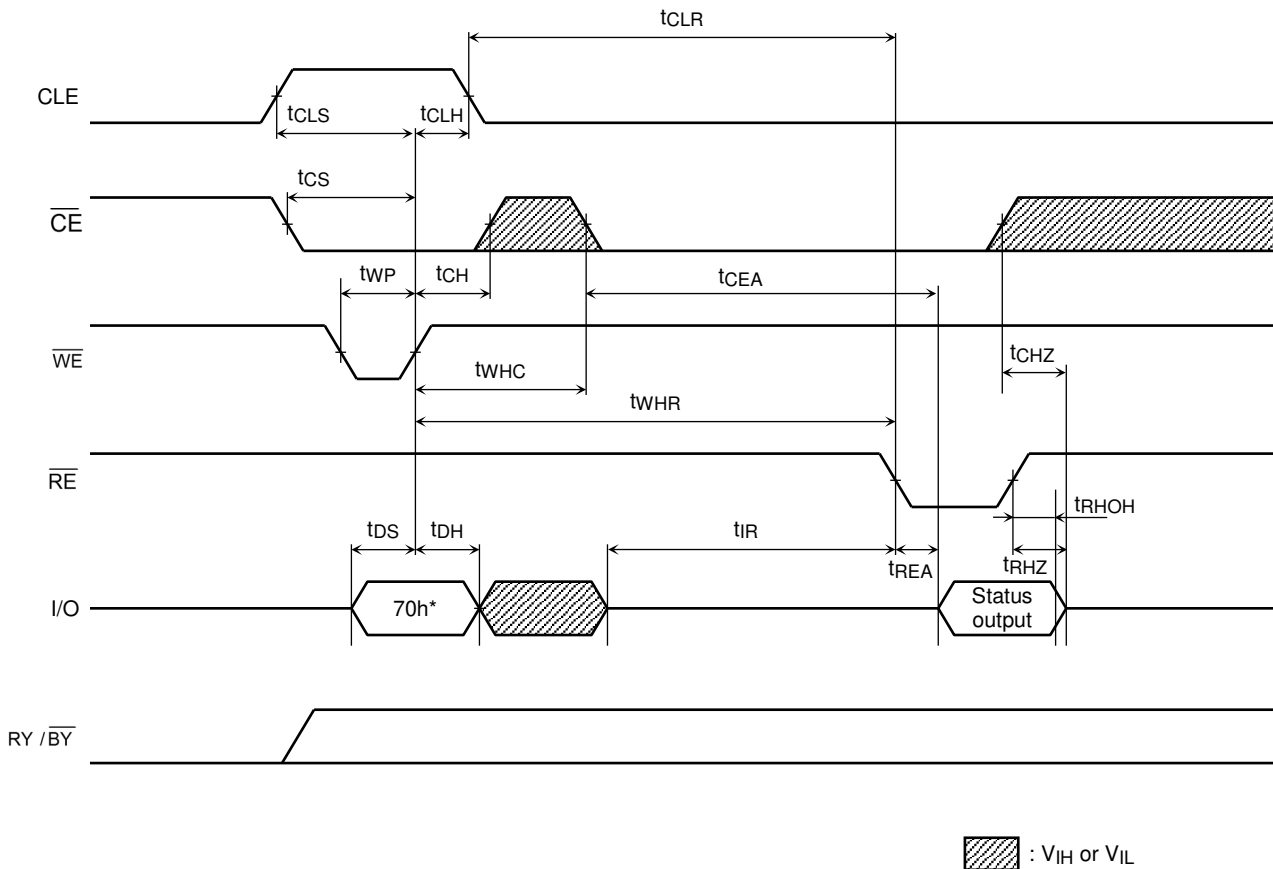 tCLR
CLE
tCLS
tCLH
tCS
CE
tWP
tCH
tCEA
WE
tCHZ
tWHC
tWHR
RE
tRHOH
tDS
tDH
tIR
tREA
tRHZ
I/O
70h*
Status
output
RY /BY
: VIH or VIL